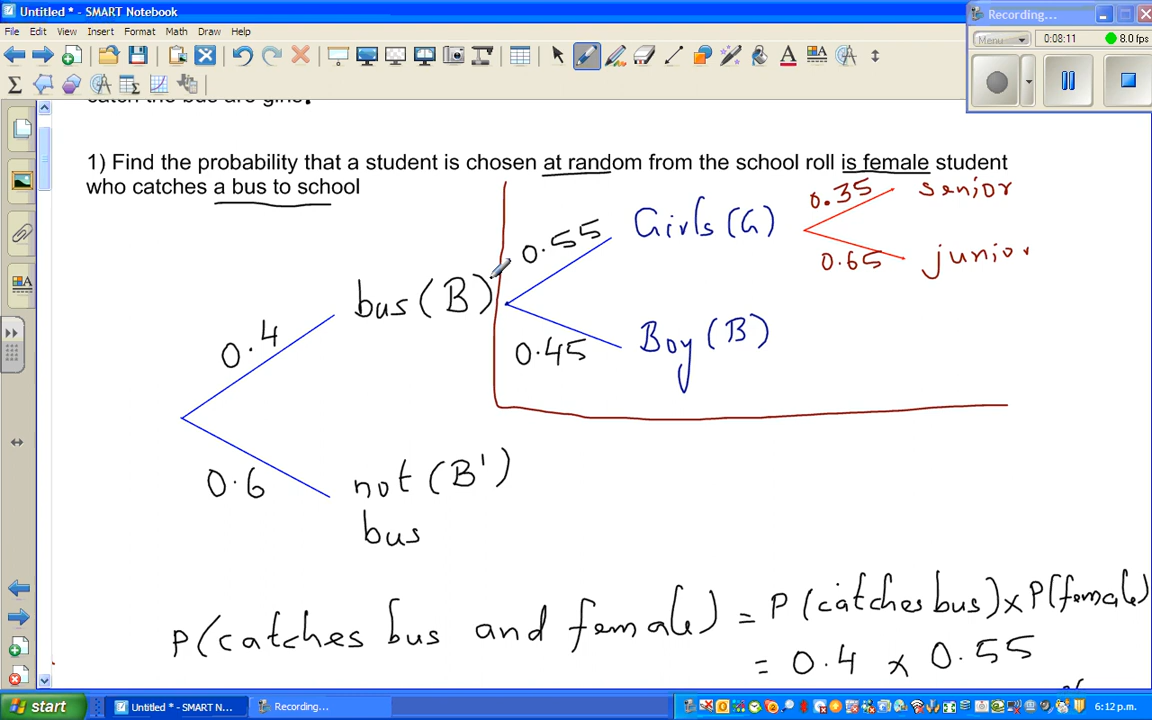 Untitled * - SMART Notebook
Recording...
File Edit View Insert Format Math Draw Help
Menu
0:08:11
8.0 fps
1) Find the probability that a student is chosen at random from the school roll is female student
who catches a bus to school
0.35
senior
0.55
Girls (G)
0.65
junior
bus (B)
0.4
Boy (B)
0.45
0.6
not (B')
bus
P(catches bus and female) = P(catches bus) x P(female)
= 0.4 x 0.55
start
Untitled * - SMART N...
Recording...
6:12 p.m.